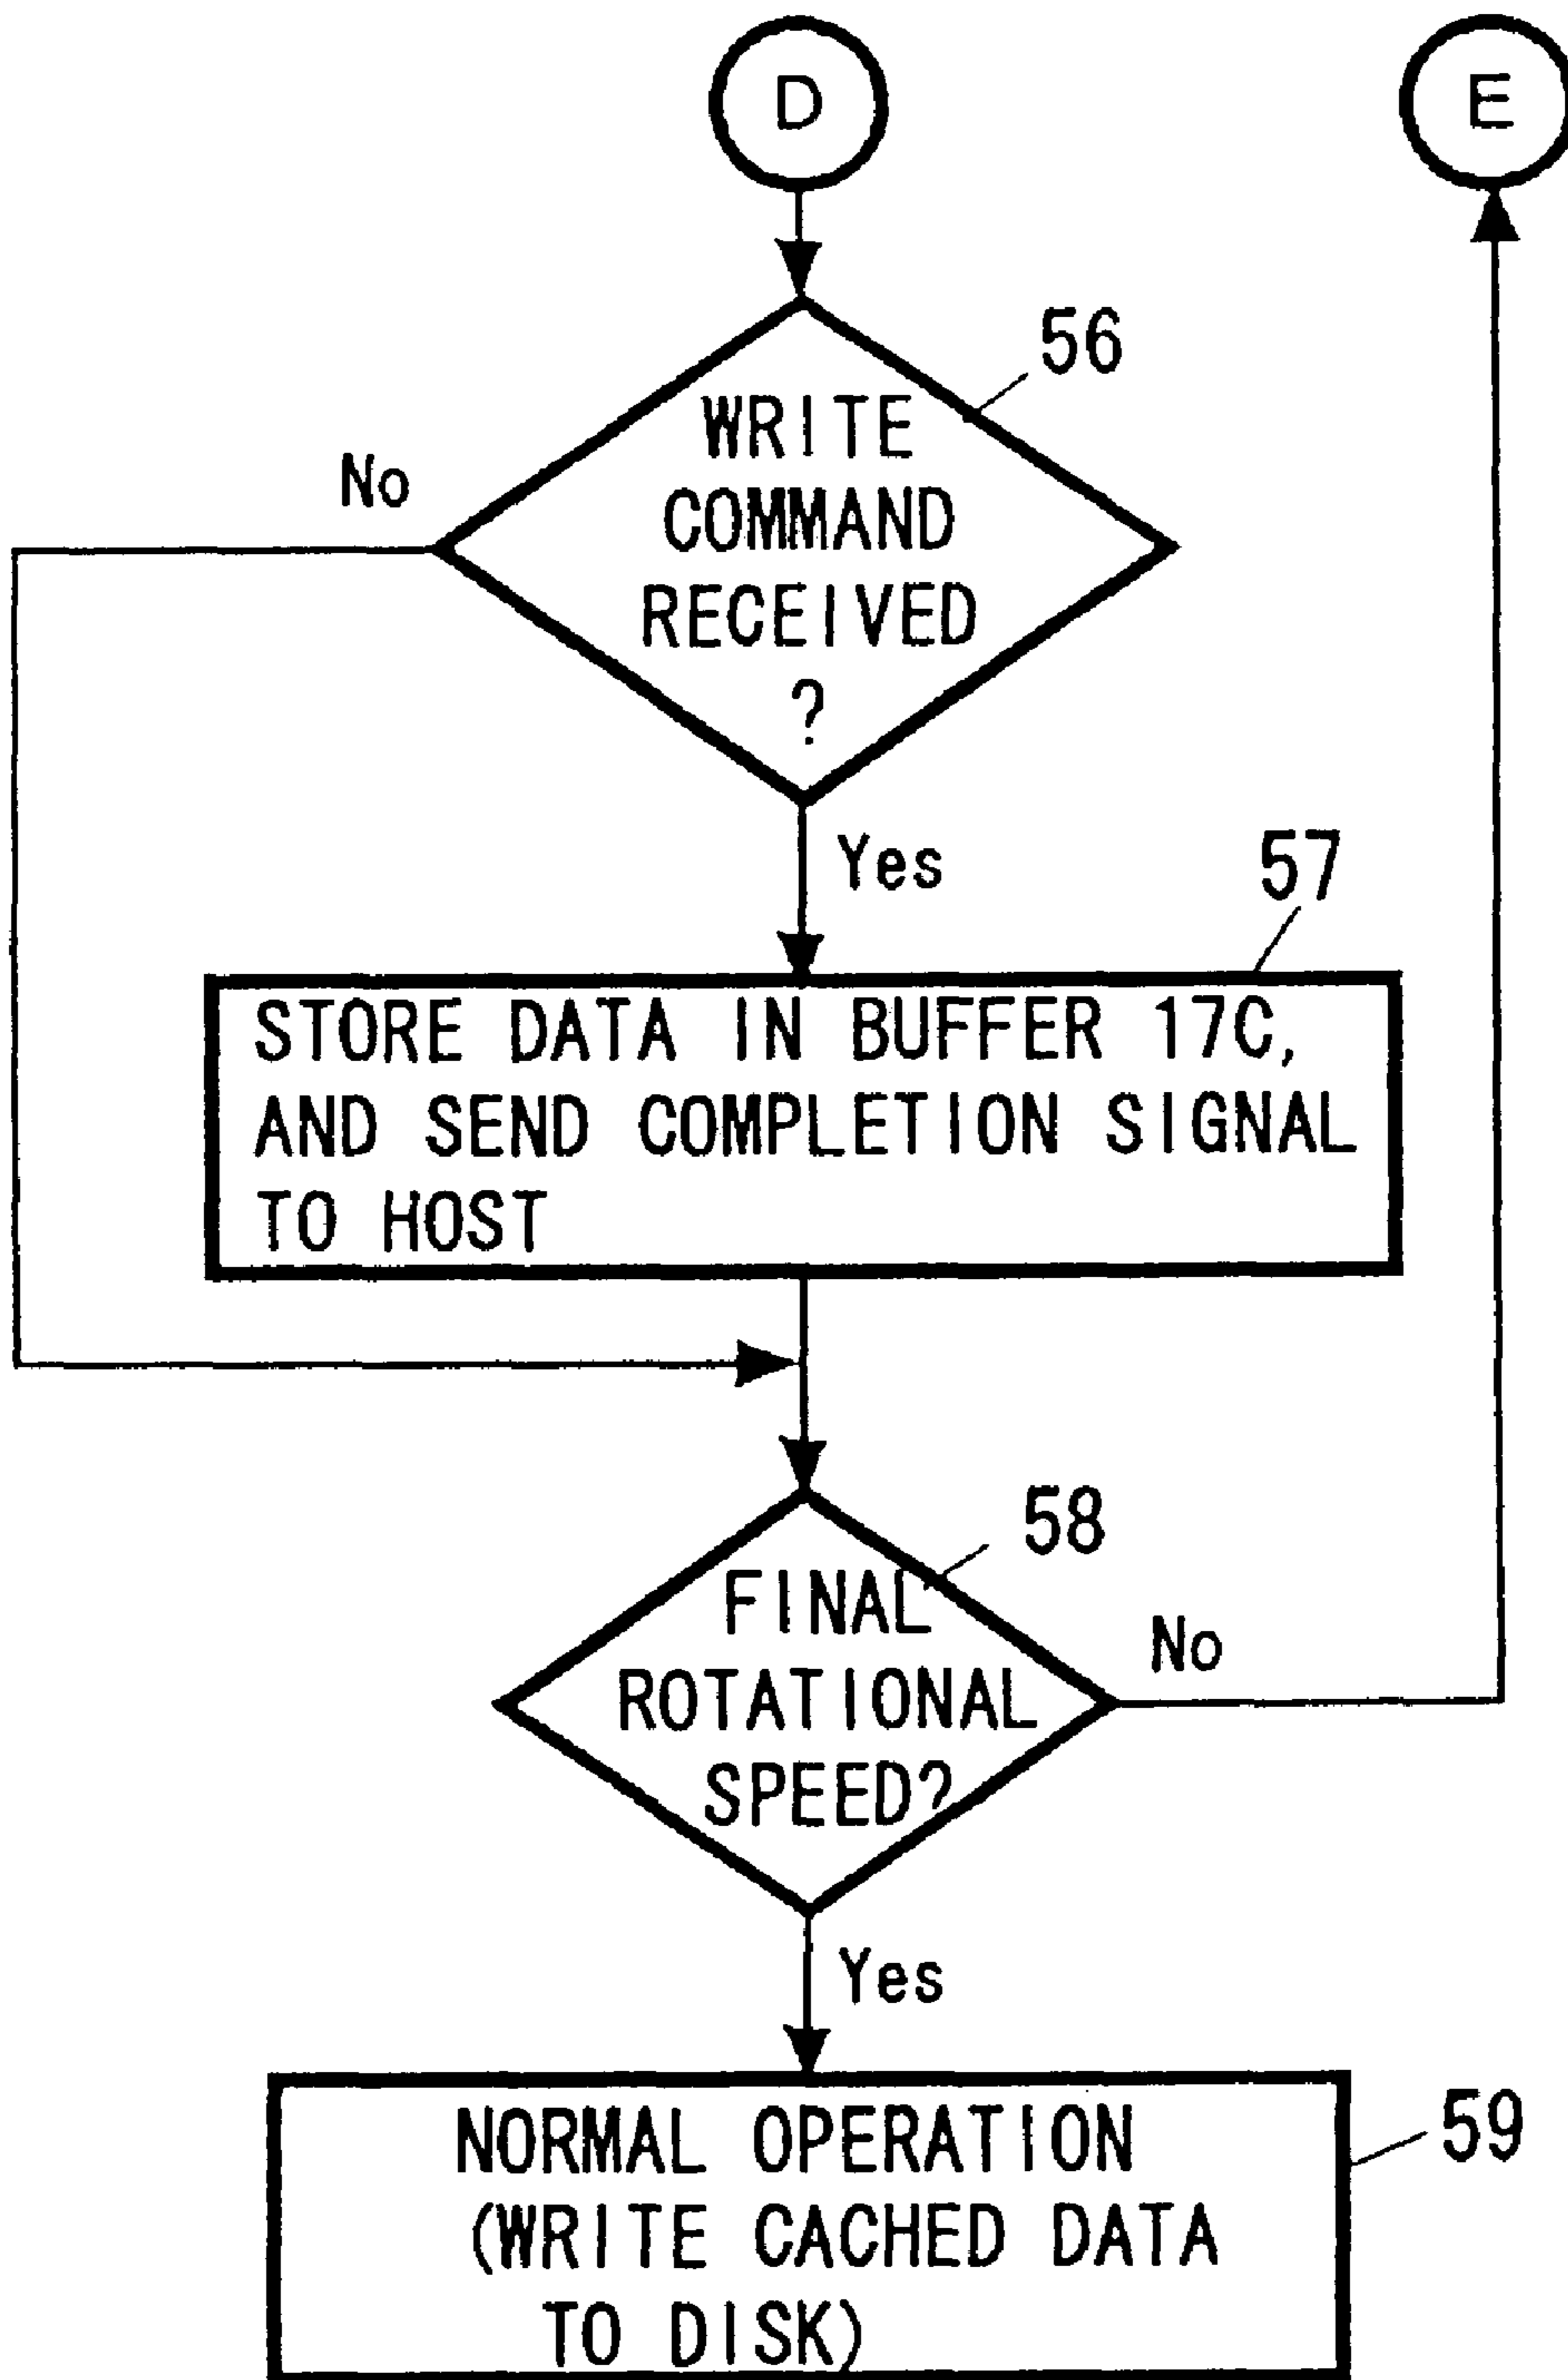 D
E
56
WRITE
COMMAND
RECEIVED
?
No
Yes
57
STORE DATA IN BUFFER 17C,
AND SEND COMPLETION SIGNAL
TO HOST
58
FINAL
ROTATIONAL
SPEED?
No
Yes
59
NORMAL OPERATION
(WRITE CACHED DATA
TO DISK)